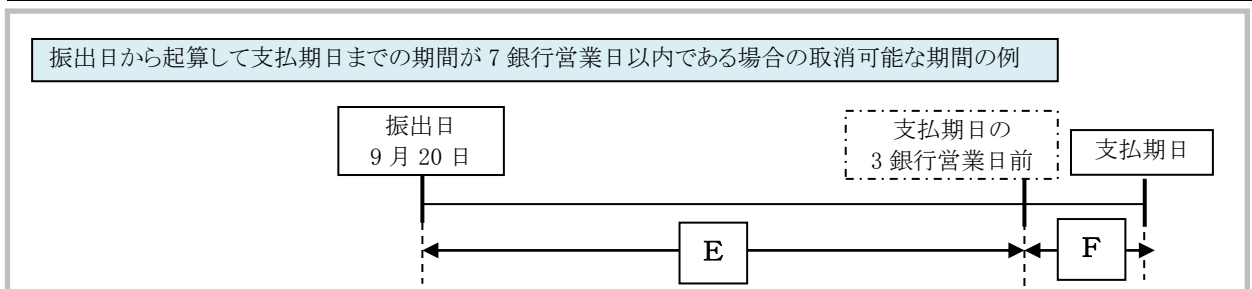 振出日から起算して支払期日までの期間が 7 銀行営業日以内である場合の取消可能な期間の例
振出日
9 月 20 日
支払期日の
3 銀行営業日前
支払期日
E
F